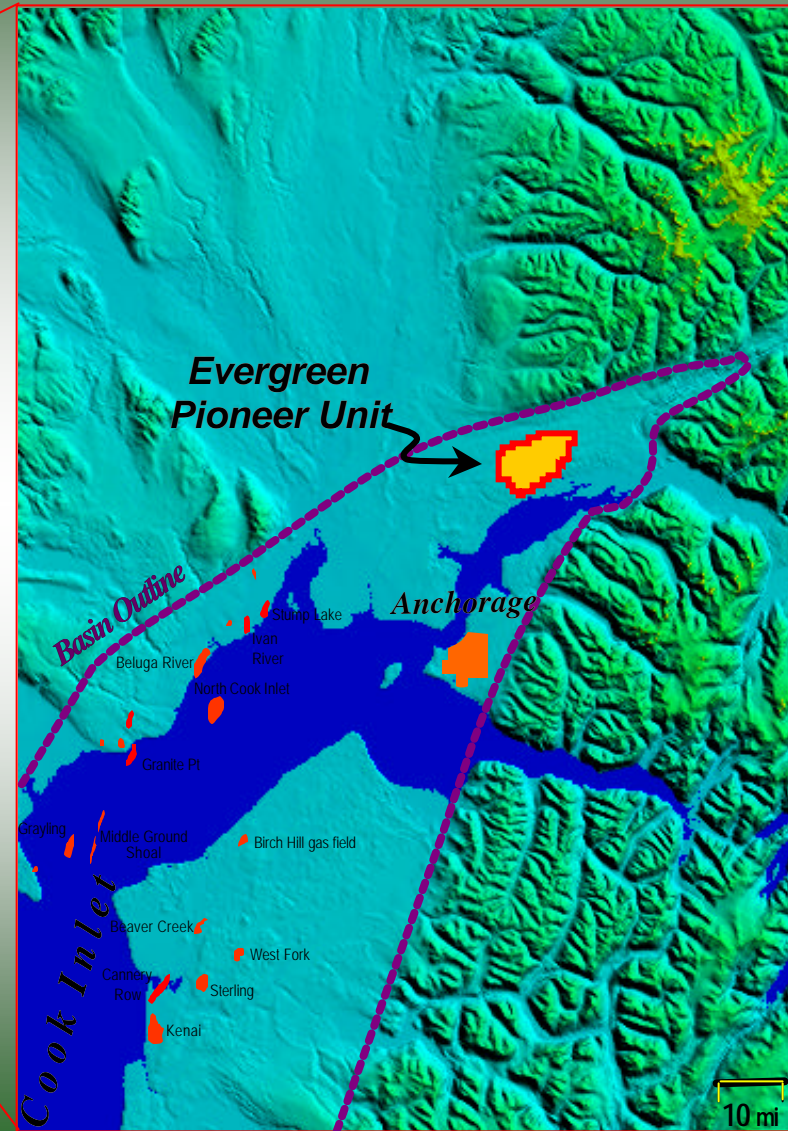 Evergreen
Pioneer Unit
Basin Outline
Anchorage
Slump Lake
Ivan
River
Beluga River
North Cook Inlet
Granite Pt
Grayling
Middle Ground
Shoal
Birch Hill gas field
Cook Inlet
Beaver Creek
West Fork
Cannery
Row
Sterling
Kenai
10 mi